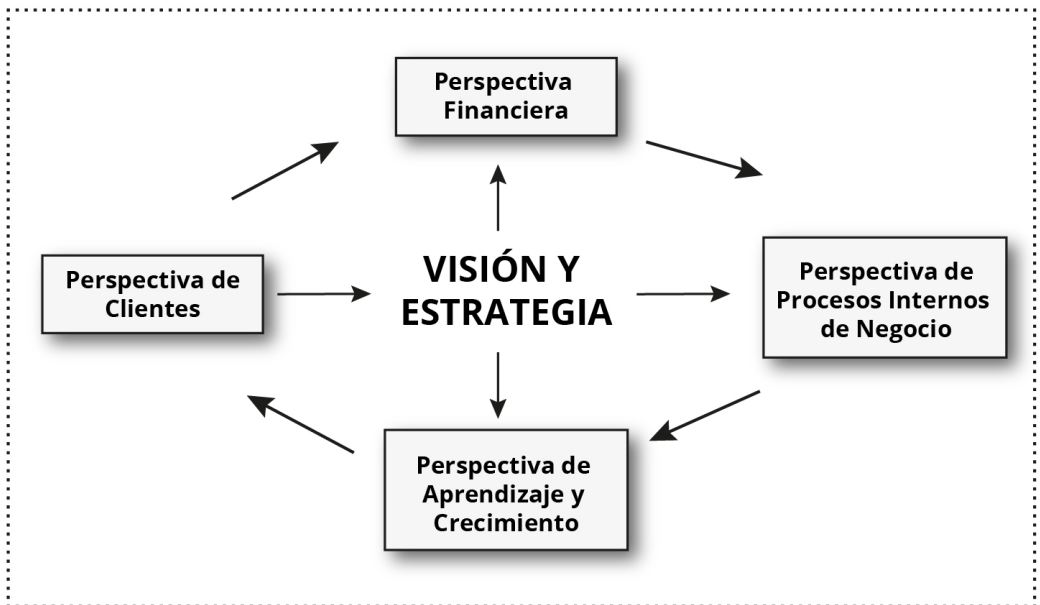 Perspectiva
Financiera
Perspectiva de
Clientes
VISIÓN Y
ESTRATEGIA
Perspectiva de
Procesos Internos
de Negocio
Perspectiva de
Aprendizaje y
Crecimiento